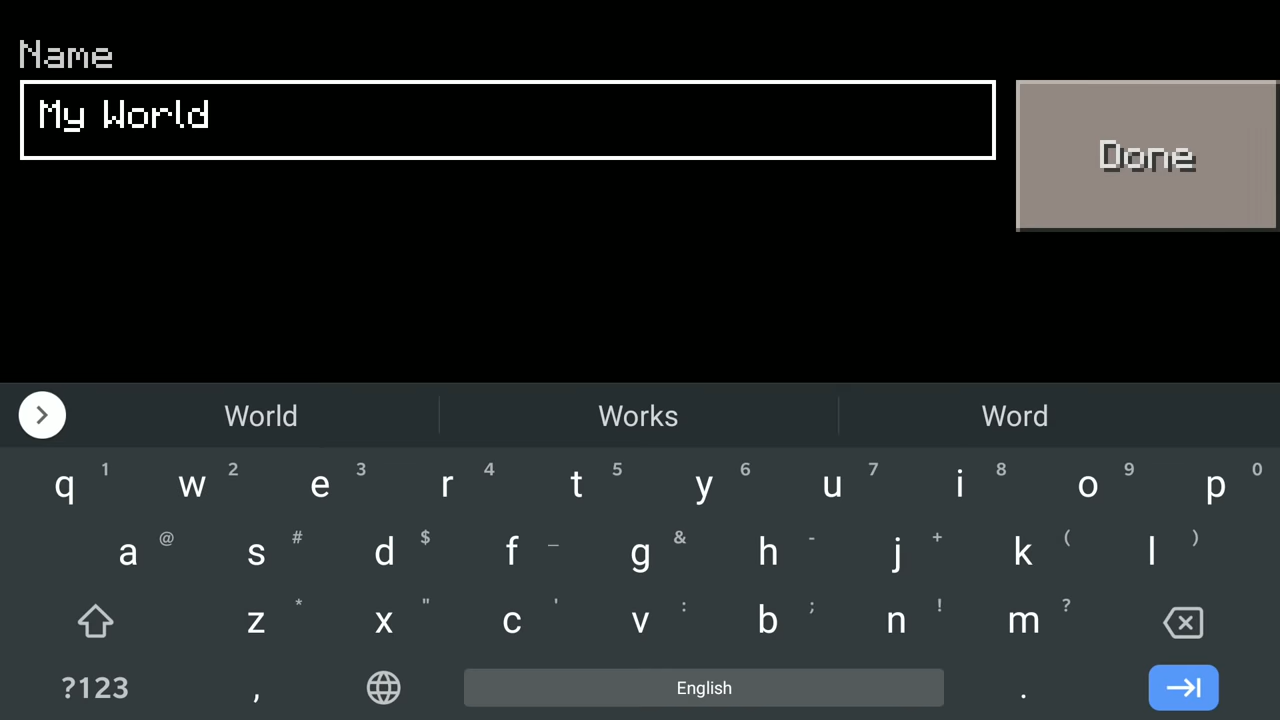 Name
My World
Done
World Works Word
q 1 w 2 e 3 r 4 t 5 y 6 u 7 i 8 o 9 p 0
a @ s # d $ f _ g & h - j + k ( l )
z * x " c ' v : b ; n ! m ?
?123 , English .